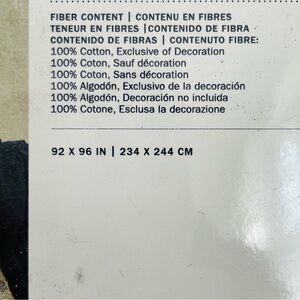 FIBER CONTENT | CONTENU EN FIBRES
TENEUR EN FIBRES | CONTENIDO DE FIBRA
CONTENIDO DE FIBRAS | CONTENUTO FIBRE:
100% Cotton, Exclusive of Decoration
100% Coton, Sauf décoration
100% Coton, Sans décoration
100% Algodón, Exclusivo de la decoración
100% Algodón, Decoración no incluida
100% Cotone, Esclusa la decorazione
92 X 96 IN | 234 X 244 CM